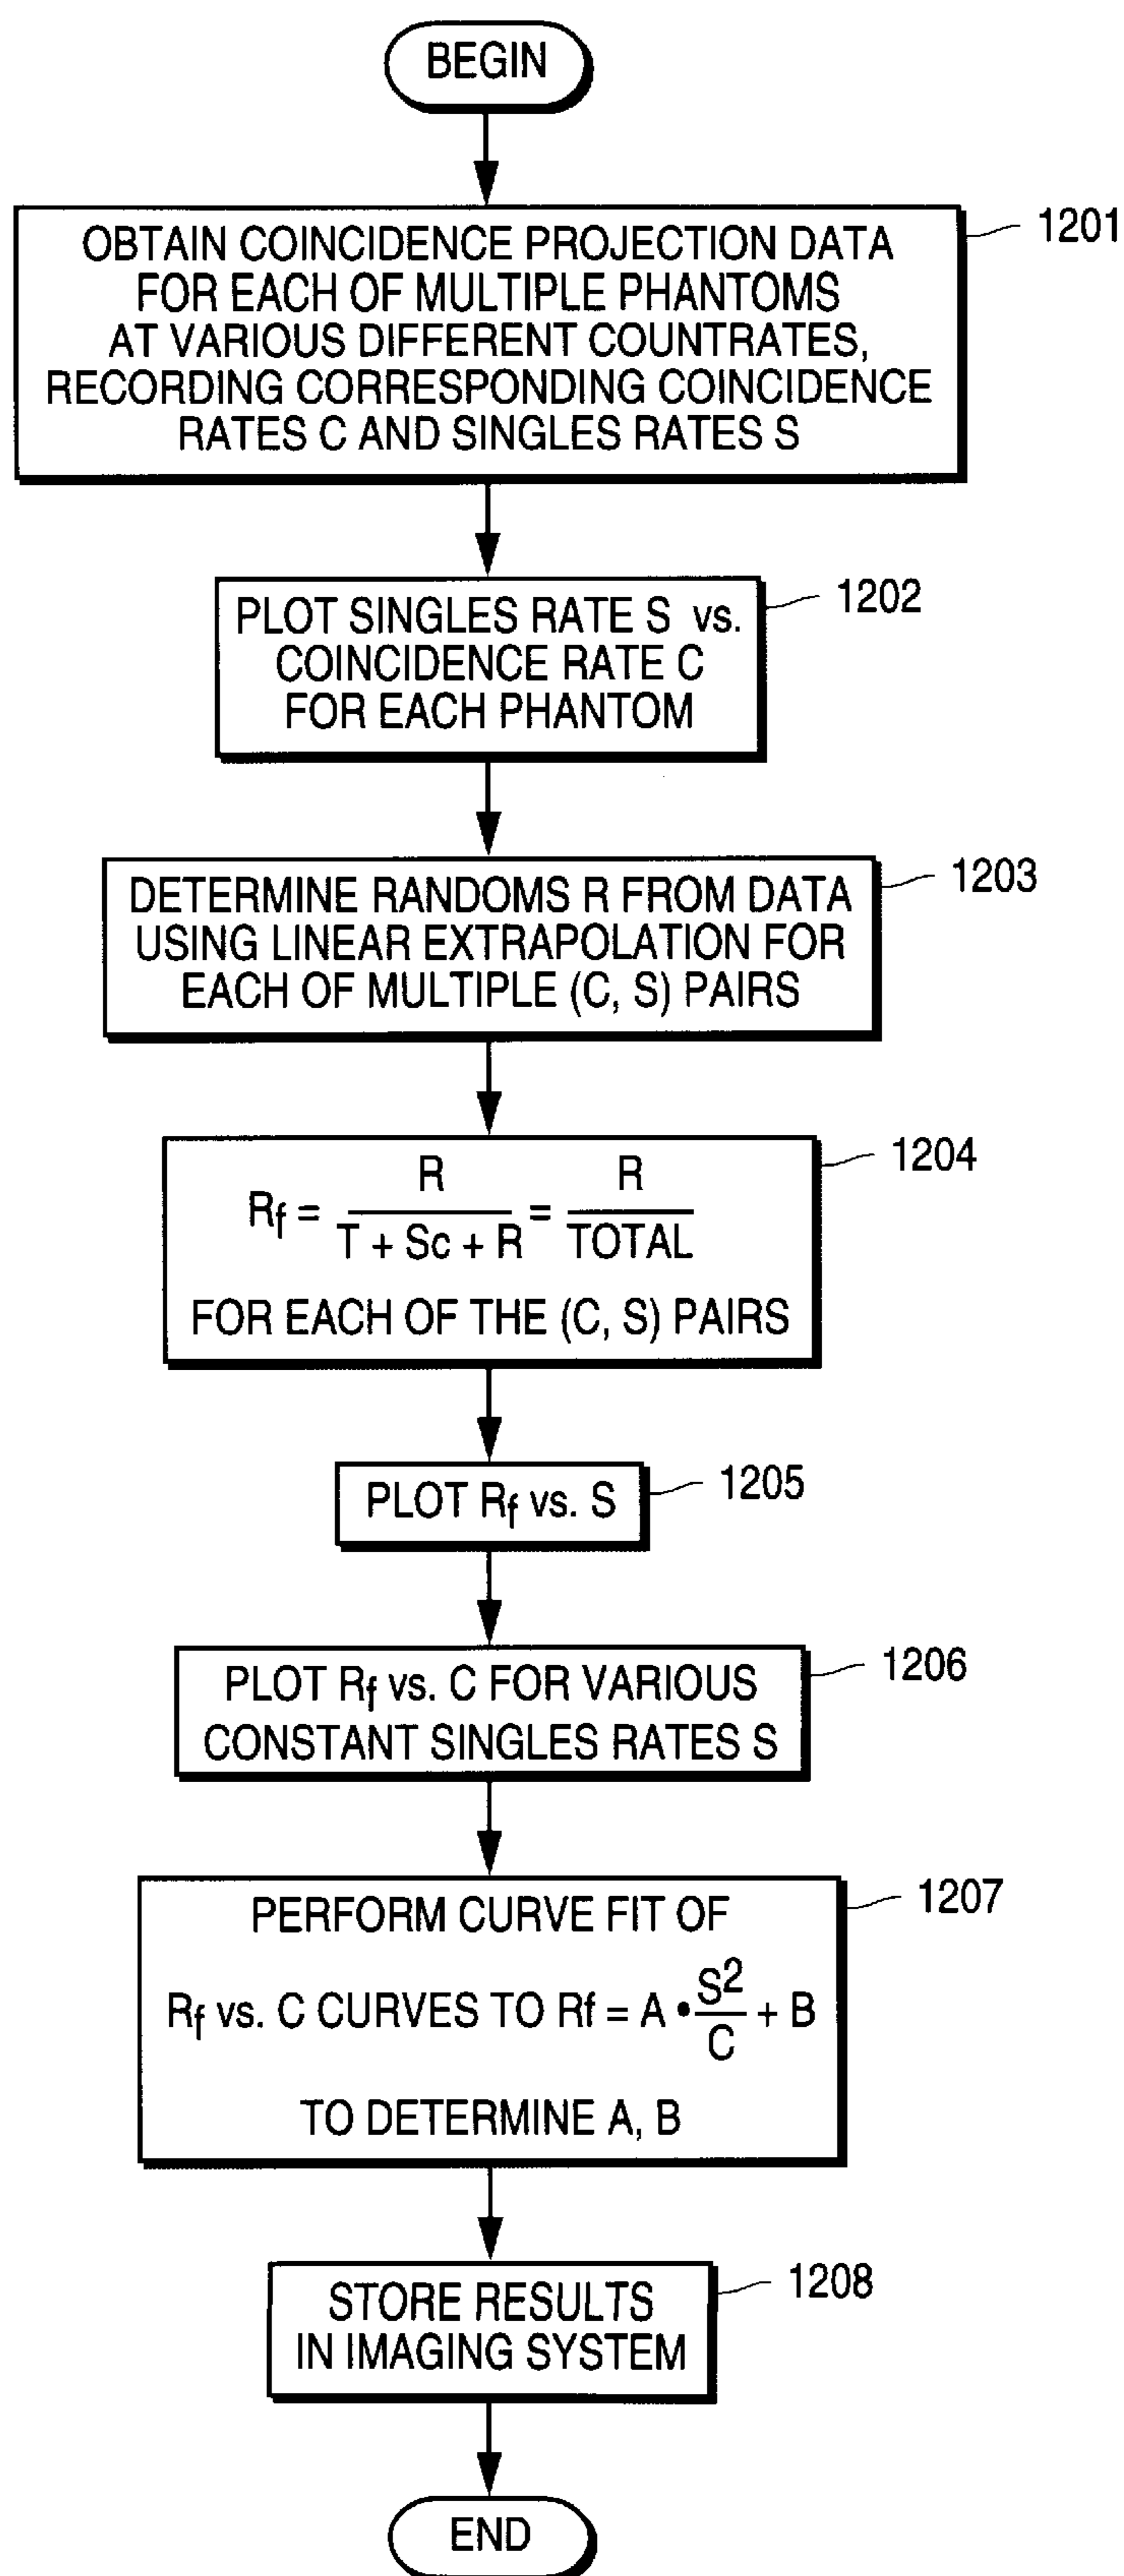 BEGIN
OBTAIN COINCIDENCE PROJECTION DATA
FOR EACH OF MULTIPLE PHANTOMS
AT VARIOUS DIFFERENT COUNTRATES,
RECORDING CORRESPONDING COINCIDENCE
RATES C AND SINGLES RATES S
1201
PLOT SINGLES RATE S vs.
COINCIDENCE RATE C
FOR EACH PHANTOM
1202
DETERMINE RANDOMS R FROM DATA
USING LINEAR EXTRAPOLATION FOR
EACH OF MULTIPLE (C, S) PAIRS
1203
Rf = R / T + Sc + R = R / TOTAL
FOR EACH OF THE (C, S) PAIRS
1204
PLOT Rf vs. S
1205
PLOT Rf vs. C FOR VARIOUS
CONSTANT SINGLES RATES S
1206
PERFORM CURVE FIT OF
Rf vs. C CURVES TO Rf = A • S² / C + B
TO DETERMINE A, B
1207
STORE RESULTS
IN IMAGING SYSTEM
1208
END